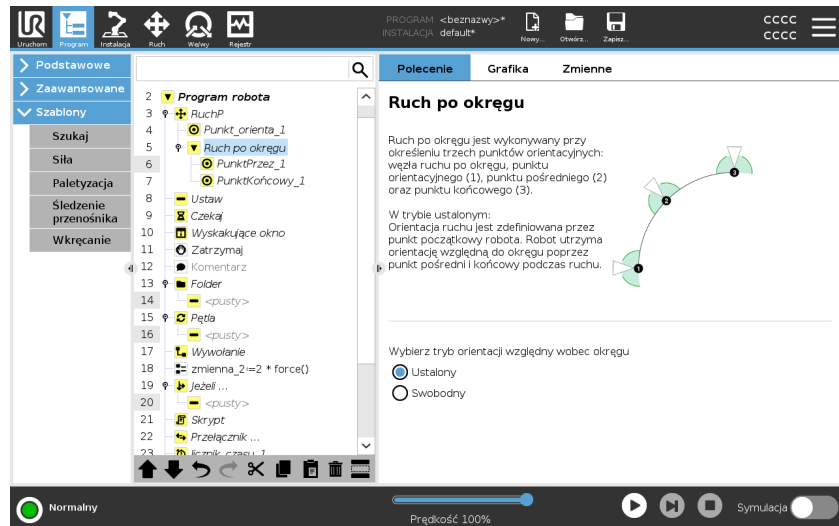 UR
Uruchom
Program
Instalacja
Ruch
We/wy
Rejestr
PROGRAM <beznazwy>*
INSTALACJA default*
Nowy...
Otwórz...
Zapisz...
CCCC
CCCC
Podstawowe
Zaawansowane
Szablony
Szukaj
Siła
Paletyzacja
Śledzenie
przenośnika
Wkręcanie
2 Program robota
3 RuchP
4 Punkt_orienta_1
5 Ruch po okręgu
6 PunktPrzez_1
7 PunktKońcowy_1
8 Ustaw
9 Czekaj
10 Wyskakujące okno
11 Zatrzymaj
12 Komentarz
13 Folder
14 <pusty>
15 Pętla
16 <pusty>
17 Wywołanie
18 zmienna_2≔2 * force()
19 Jeżeli ...
20 <pusty>
21 Skrypt
22 Przełącznik ...
23 licznik_czasu_1
Polecenie
Grafika
Zmienne
Ruch po okręgu
Ruch po okręgu jest wykonywany przy
określeniu trzech punktów orientacyjnych:
węzła ruchu po okręgu, punktu
orientacyjnego (1), punktu pośredniego (2)
oraz punktu końcowego (3).
W trybie ustalonym:
Orientacja ruchu jest zdefiniowana przez
punkt początkowy robota. Robot utrzyma
orientację względną do okręgu poprzez
punkt pośredni i końcowy podczas ruchu.
3
2
1
Wybierz tryb orientacji względny wobec okręgu
Ustalony
Swobodny
Normalny
Prędkość 100%
Symulacja